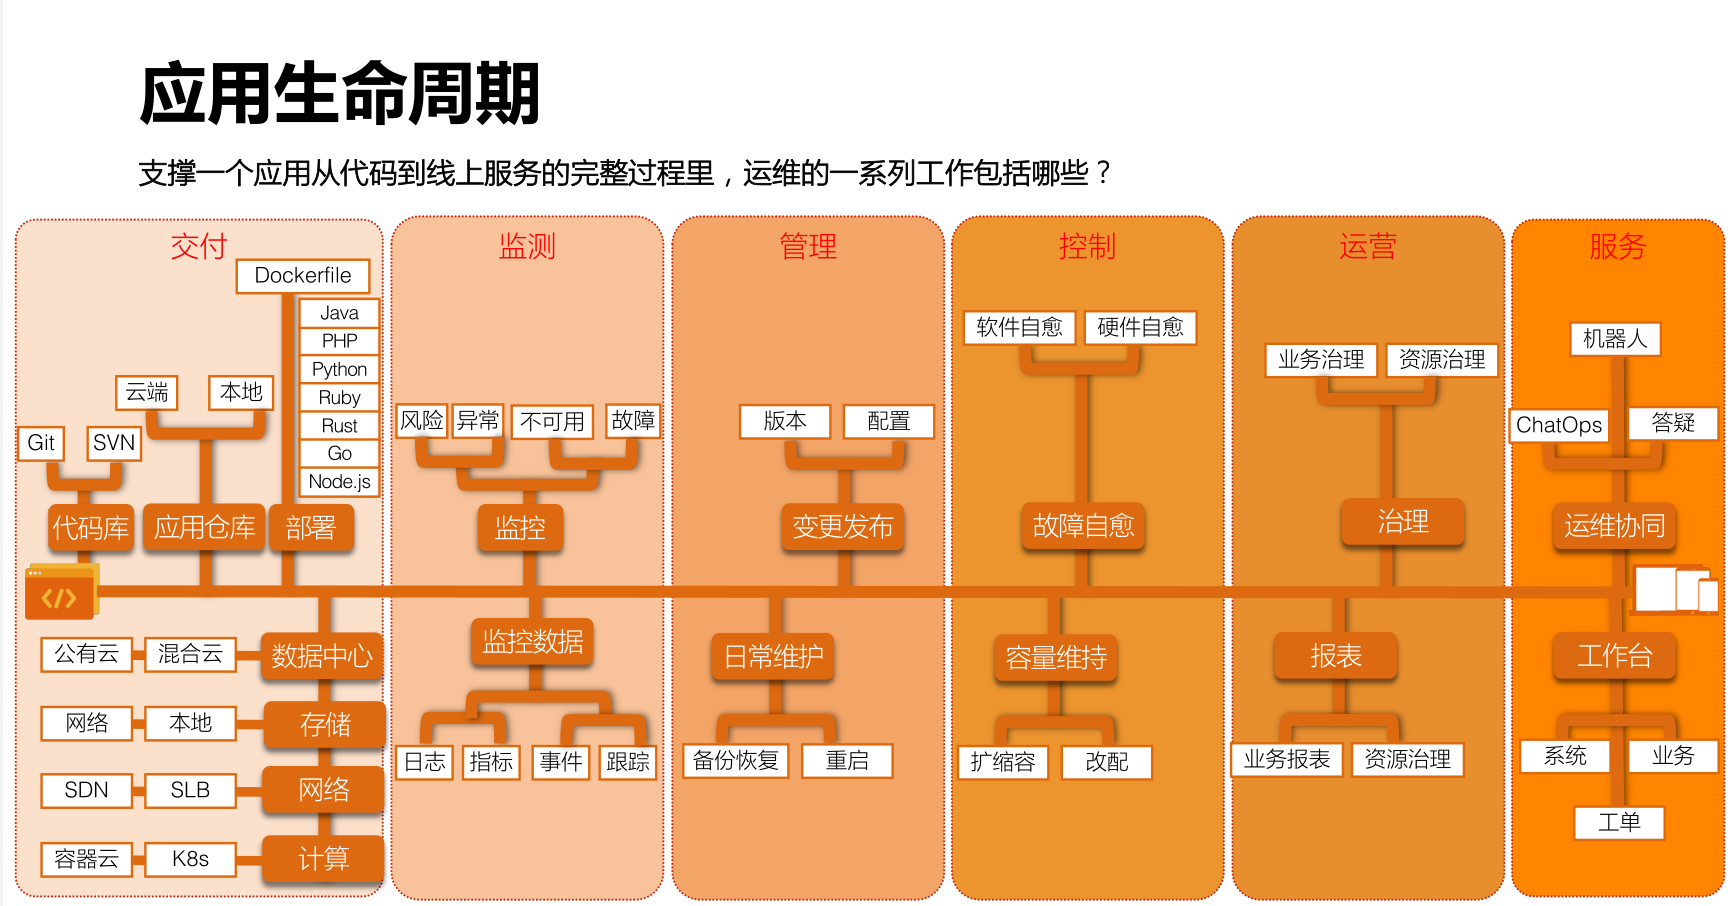 应用生命周期
支撑一个应用从代码到线上服务的完整过程里，运维的一系列工作包括哪些？
交付
Dockerfile
Java
PHP
Python
Ruby
Rust
Go
Node.js
云端
本地
Git
SVN
代码库
应用仓库
部署
</>
公有云
混合云
数据中心
网络
本地
存储
SDN
SLB
网络
容器云
K8s
计算
监测
风险
异常
不可用
故障
监控
监控数据
日志
指标
事件
跟踪
管理
版本
配置
变更发布
日常维护
备份恢复
重启
控制
软件自愈
硬件自愈
故障自愈
容量维持
扩缩容
改配
运营
业务治理
资源治理
治理
报表
业务报表
资源治理
服务
机器人
ChatOps
答疑
运维协同
工作台
系统
业务
工单